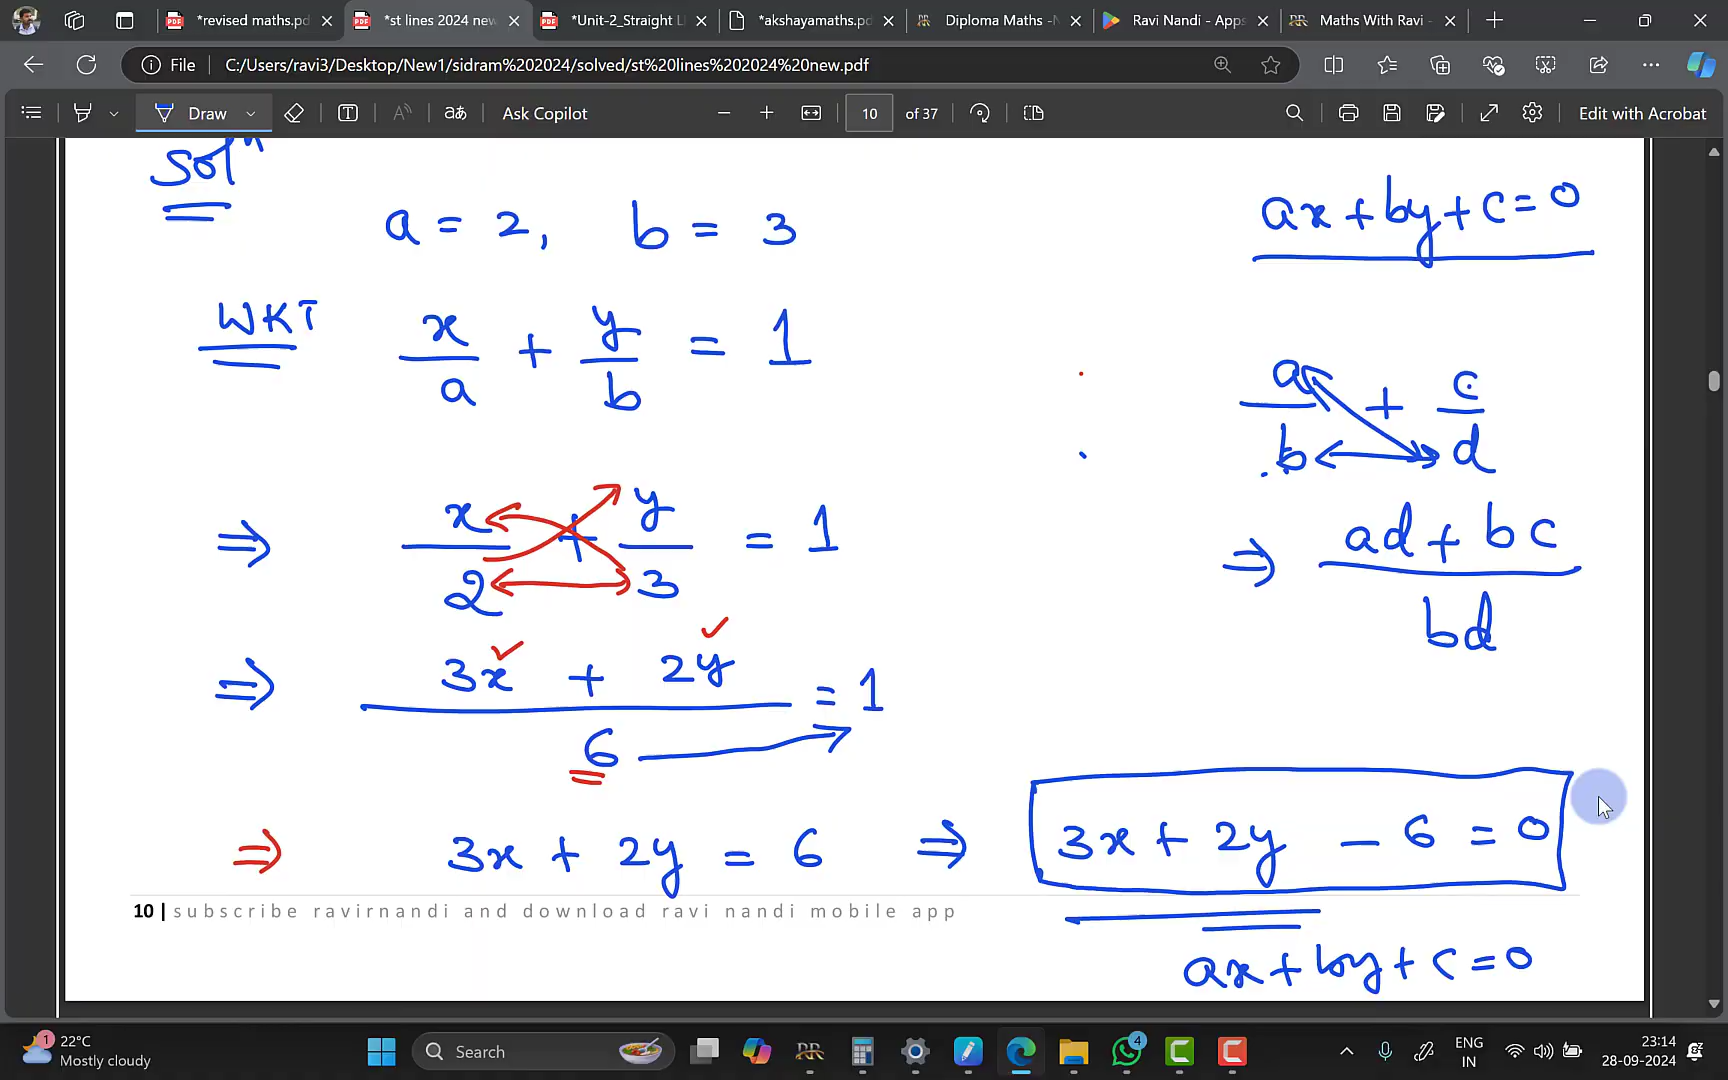 *revised maths.pd
*st lines 2024 new
*Unit-2_Straight L
*akshayamaths.pd
Diploma Maths -
Ravi Nandi - Apps
Maths With Ravi -
File C:/Users/ravi3/Desktop/New1/sidram%202024/solved/st%20lines%202024%20new.pdf
Draw
Ask Copilot
10 of 37
Edit with Acrobat
Solⁿ
a = 2, b = 3
ax+by+c=0
WKT x/a + y/b = 1
a/b + c/d
⇒ x/2 + y/3 = 1
⇒ (ad + bc)/bd
⇒ (3x + 2y)/6 = 1
⇒ 3x + 2y = 6 ⇒ 3x + 2y - 6 = 0
10 | subscribe ravirnandi and download ravi nandi mobile app
ax+by+c=0
1
22°C
Mostly cloudy
Search
4
ENG
IN
23:14
28-09-2024